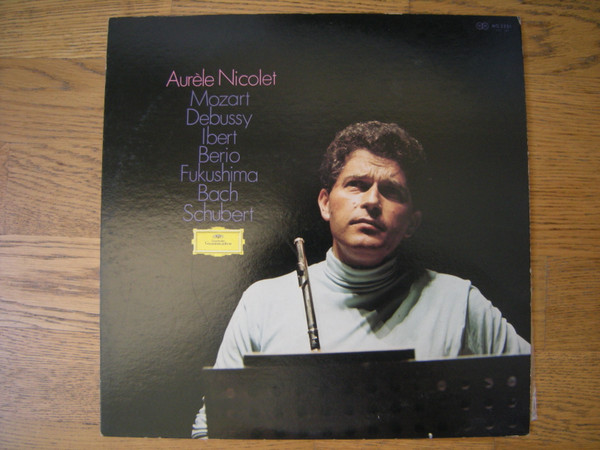 Aurèle Nicolet
Mozart
Debussy
Ibert
Berio
Fukushima
Bach
Schubert